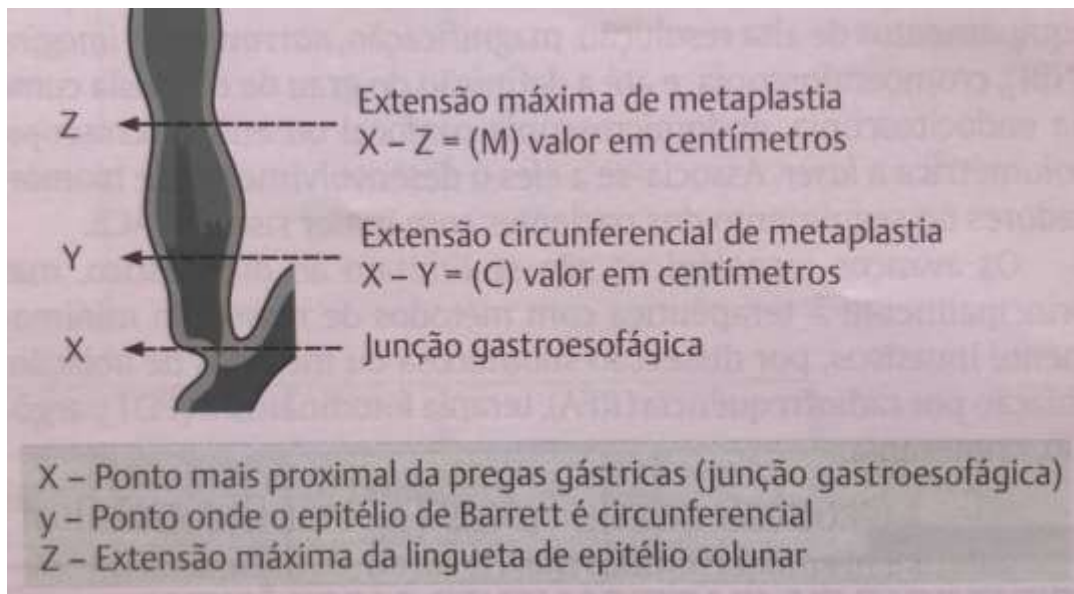 Z
Extensão máxima de metaplastia
X – Z = (M) valor em centímetros
Y
Extensão circunferencial de metaplastia
X – Y = (C) valor em centímetros
X
Junção gastroesofágica
X – Ponto mais proximal da pregas gástricas (junção gastroesofágica)
y – Ponto onde o epitélio de Barrett é circunferencial
Z – Extensão máxima da lingueta de epitélio colunar